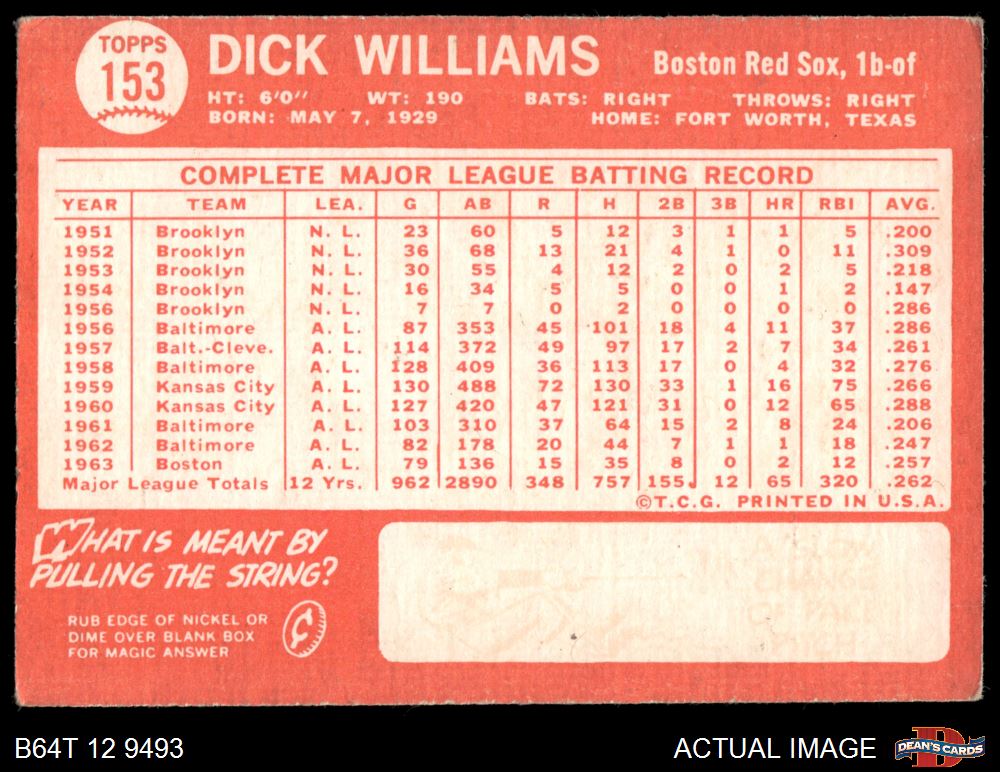 TOPPS
153
DICK WILLIAMS
Boston Red Sox, 1b-of
HT: 6'0" WT: 190 BATS: RIGHT THROWS: RIGHT
BORN: MAY 7, 1929 HOME: FORT WORTH, TEXAS
COMPLETE MAJOR LEAGUE BATTING RECORD
YEAR TEAM LEA. G AB R H 2B 3B HR RBI AVG.
1951 Brooklyn N. L. 23 60 5 12 3 1 1 5 .200
1952 Brooklyn N. L. 36 68 13 21 4 1 0 11 .309
1953 Brooklyn N. L. 30 55 4 12 2 0 2 5 .218
1954 Brooklyn N. L. 16 34 5 5 0 0 1 2 .147
1956 Brooklyn N. L. 7 7 0 2 0 0 0 0 .286
1956 Baltimore A. L. 87 353 45 101 18 4 11 37 .286
1957 Balt.-Cleve. A. L. 114 372 49 97 17 2 7 34 .261
1958 Baltimore A. L. 128 409 36 113 17 0 4 32 .276
1959 Kansas City A. L. 130 488 72 130 33 1 16 75 .266
1960 Kansas City A. L. 127 420 47 121 31 0 12 65 .288
1961 Baltimore A. L. 103 310 37 64 15 2 8 24 .206
1962 Baltimore A. L. 82 178 20 44 7 1 1 18 .247
1963 Boston A. L. 79 136 15 35 8 0 2 12 .257
Major League Totals 12 Yrs. 962 2890 348 757 155 12 65 320 .262
©T.C.G. PRINTED IN U.S.A.
WHAT IS MEANT BY
PULLING THE STRING?
RUB EDGE OF NICKEL OR
DIME OVER BLANK BOX
FOR MAGIC ANSWER
¢
B64T 12 9493
ACTUAL IMAGE
DEAN'S CARDS